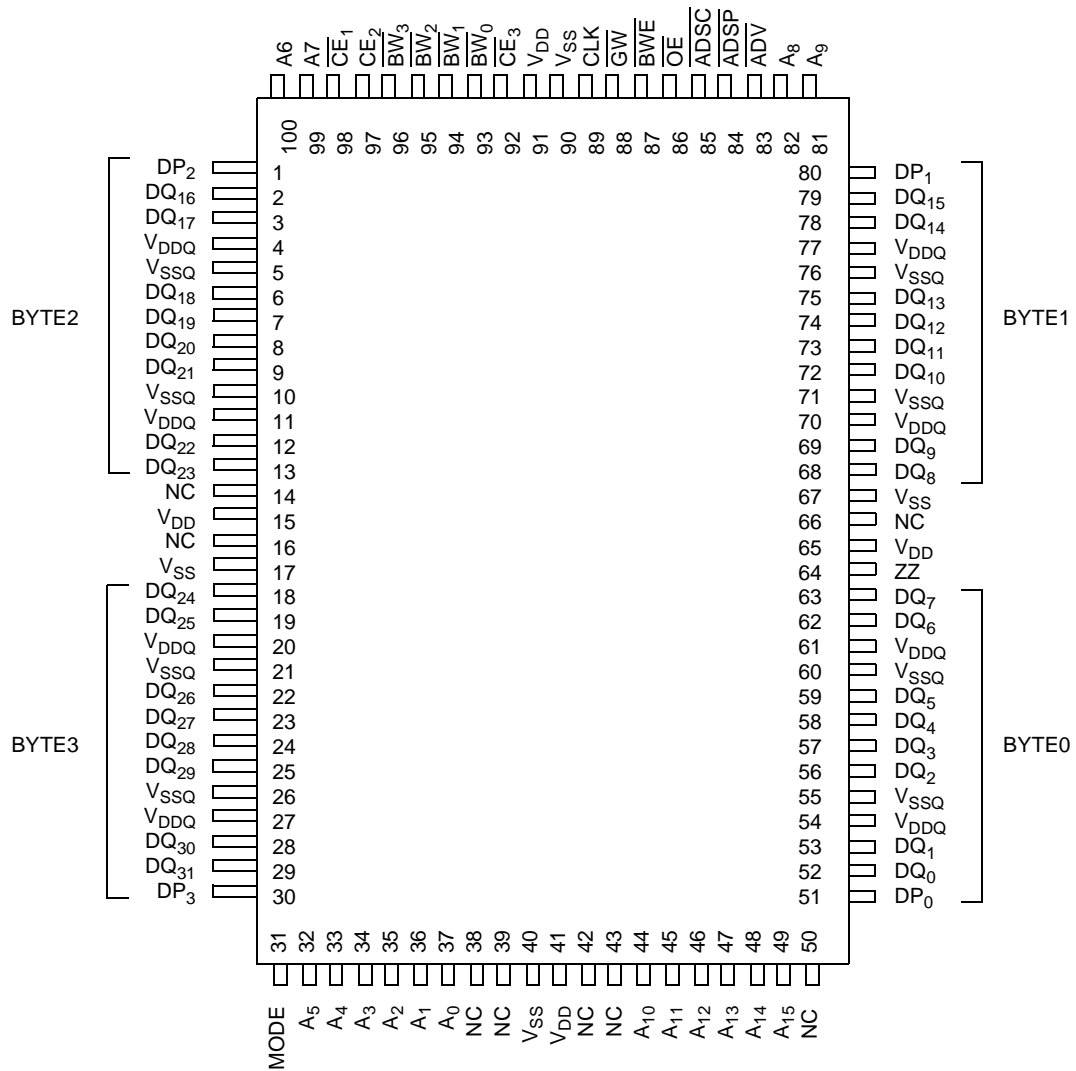 A6
A7
CE1
CE2
BW3
BW2
BW1
BW0
CE3
VDD
VSS
CLK
GW
BWE
OE
ADSC
ADSP
ADV
A8
A9
100
99
98
97
96
95
94
93
92
91
90
89
88
87
86
85
84
83
82
81
BYTE2
DP2 1
DQ16 2
DQ17 3
VDDQ 4
VSSQ 5
DQ18 6
DQ19 7
DQ20 8
DQ21 9
VSSQ 10
VDDQ 11
DQ22 12
DQ23 13
NC 14
VDD 15
NC 16
VSS 17
BYTE3
DQ24 18
DQ25 19
VDDQ 20
VSSQ 21
DQ26 22
DQ27 23
DQ28 24
DQ29 25
VSSQ 26
VDDQ 27
DQ30 28
DQ31 29
DP3 30
80 DP1
79 DQ15
78 DQ14
77 VDDQ
76 VSSQ
75 DQ13
74 DQ12
73 DQ11
72 DQ10
71 VSSQ
70 VDDQ
69 DQ9
68 DQ8
BYTE1
67 VSS
66 NC
65 VDD
64 ZZ
63 DQ7
62 DQ6
61 VDDQ
60 VSSQ
59 DQ5
58 DQ4
57 DQ3
56 DQ2
55 VSSQ
54 VDDQ
53 DQ1
52 DQ0
51 DP0
BYTE0
31
32
33
34
35
36
37
38
39
40
41
42
43
44
45
46
47
48
49
50
MODE
A5
A4
A3
A2
A1
A0
NC
NC
VSS
VDD
NC
NC
A10
A11
A12
A13
A14
A15
NC